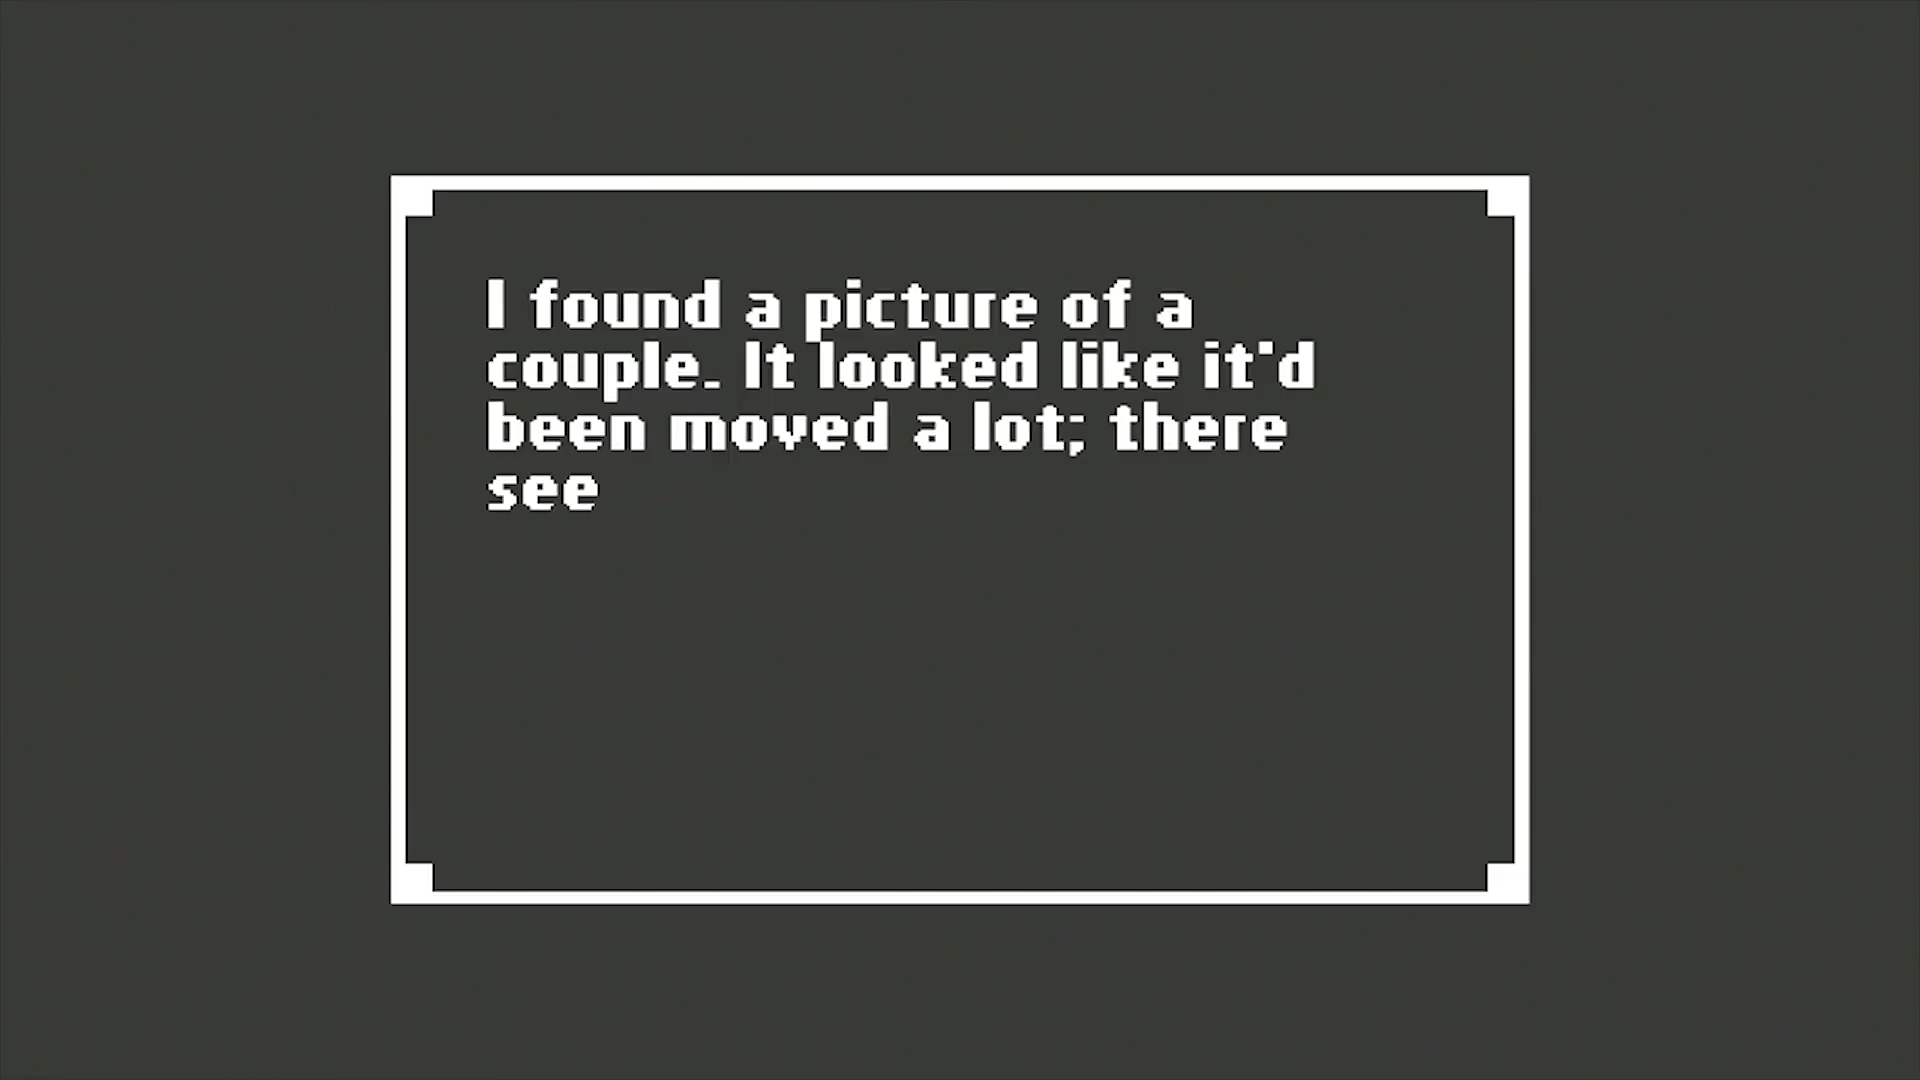 I found a picture of a
couple. It looked like it'd
been moved a lot; there
see